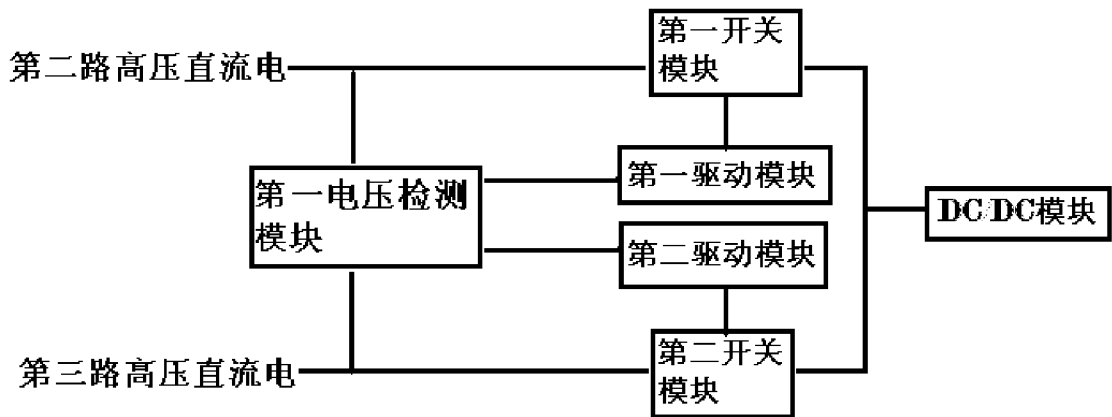 第一开关
模块
第二路高压直流电
第一驱动模块
第一电压检测
模块
DC/DC模块
第二驱动模块
第二开关
模块
第三路高压直流电